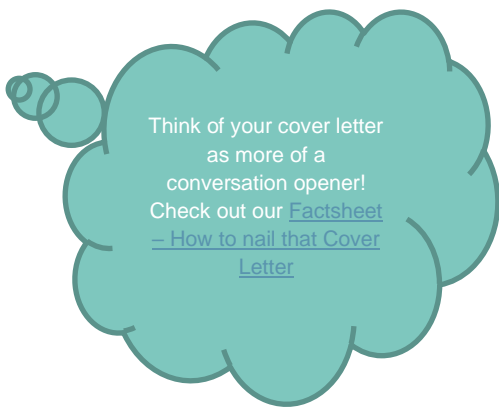 Think of your cover letter
as more of a
conversation opener!
Check out our Factsheet
– How to nail that Cover
Letter